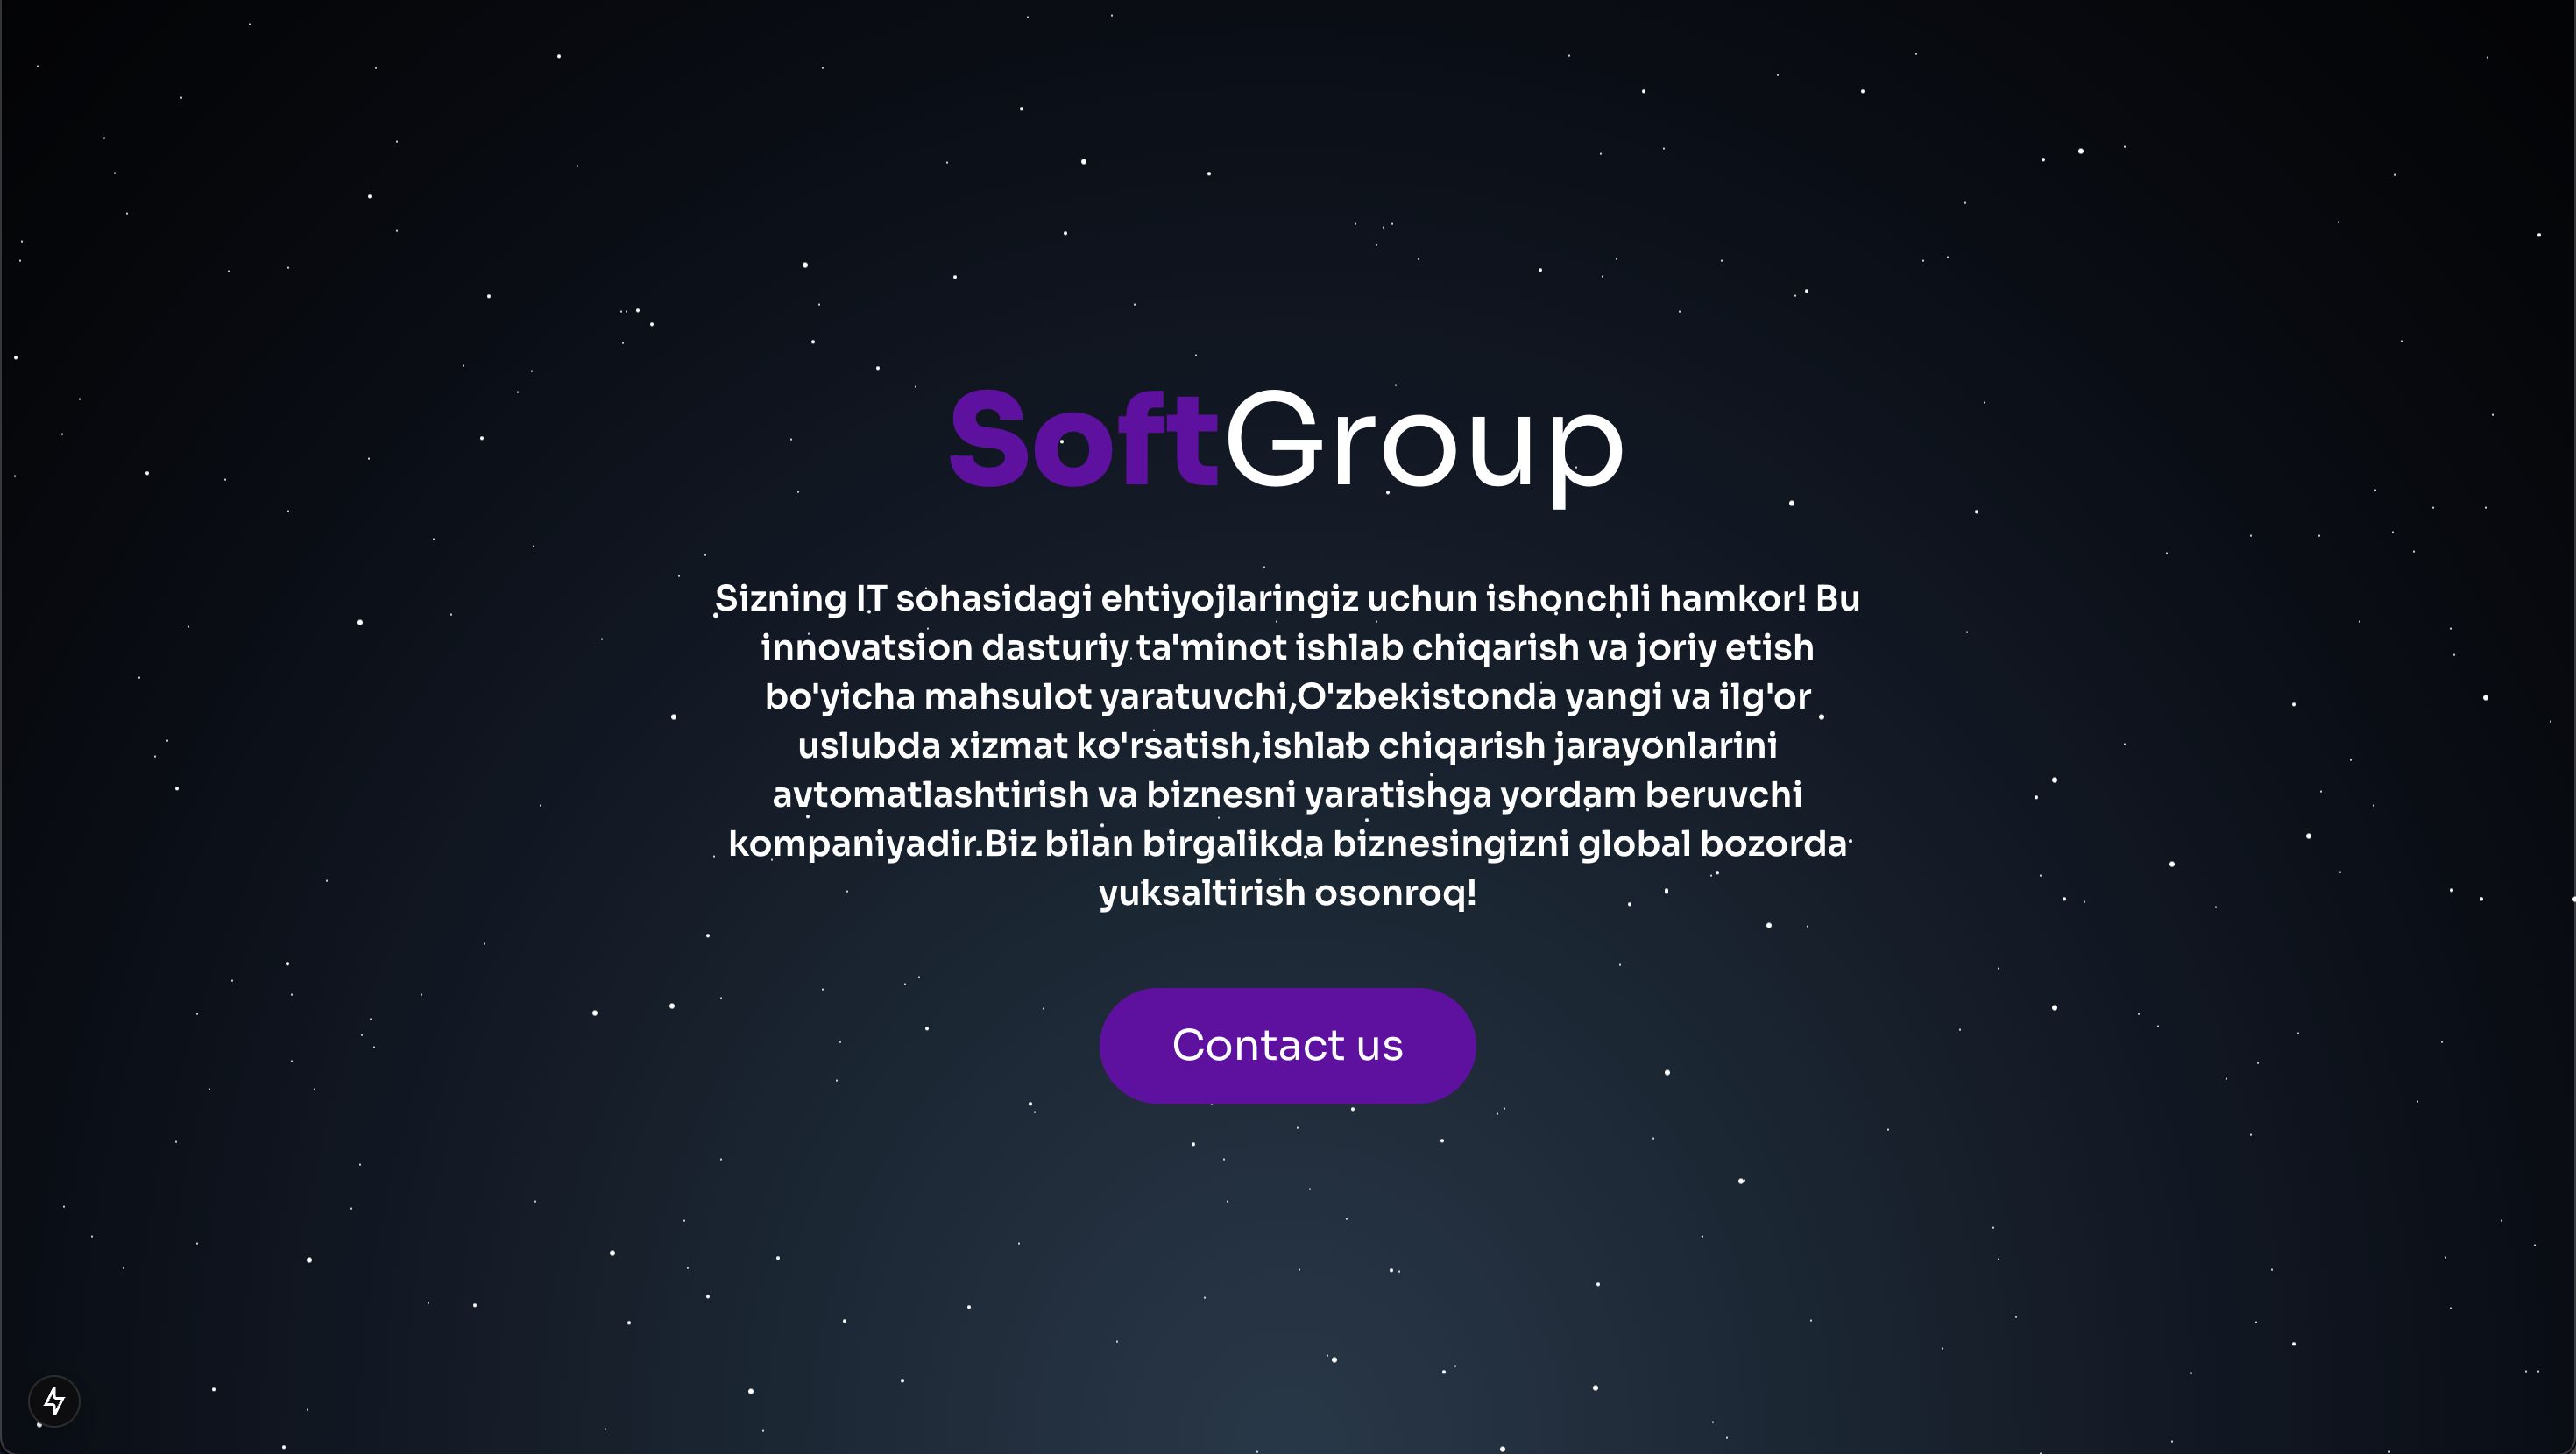 SoftGroup
Sizning IT sohasidagi ehtiyojlaringiz uchun ishonchli hamkor! Bu
innovatsion dasturiy ta'minot ishlab chiqarish va joriy etish
bo'yicha mahsulot yaratuvchi,O'zbekistonda yangi va ilg'or
uslubda xizmat ko'rsatish,ishlab chiqarish jarayonlarini
avtomatlashtirish va biznesni yaratishga yordam beruvchi
kompaniyadir.Biz bilan birgalikda biznesingizni global bozorda
yuksaltirish osonroq!
Contact us